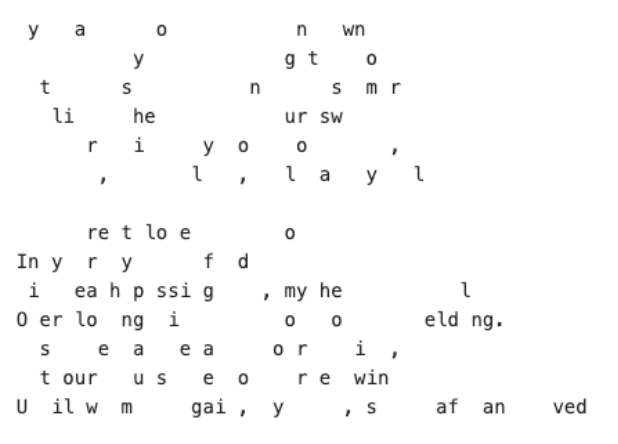 y   a      o           n   wn
          y            g t    o
  t      s          n      s  m r
   li     he           ur sw
      r   i     y  o    o       ,
       ,       l   ,   l  a   y   l

      re t lo e        o
In y  r  y      f  d
 i   ea h p ssi g    , my he          l
O er lo  ng  i         o   o       eld ng.
  s    e  a   e a     o r    i  ,
  t our   u s   e  o    r e  win
U  il w  m     gai ,  y     , s     af  an    ved